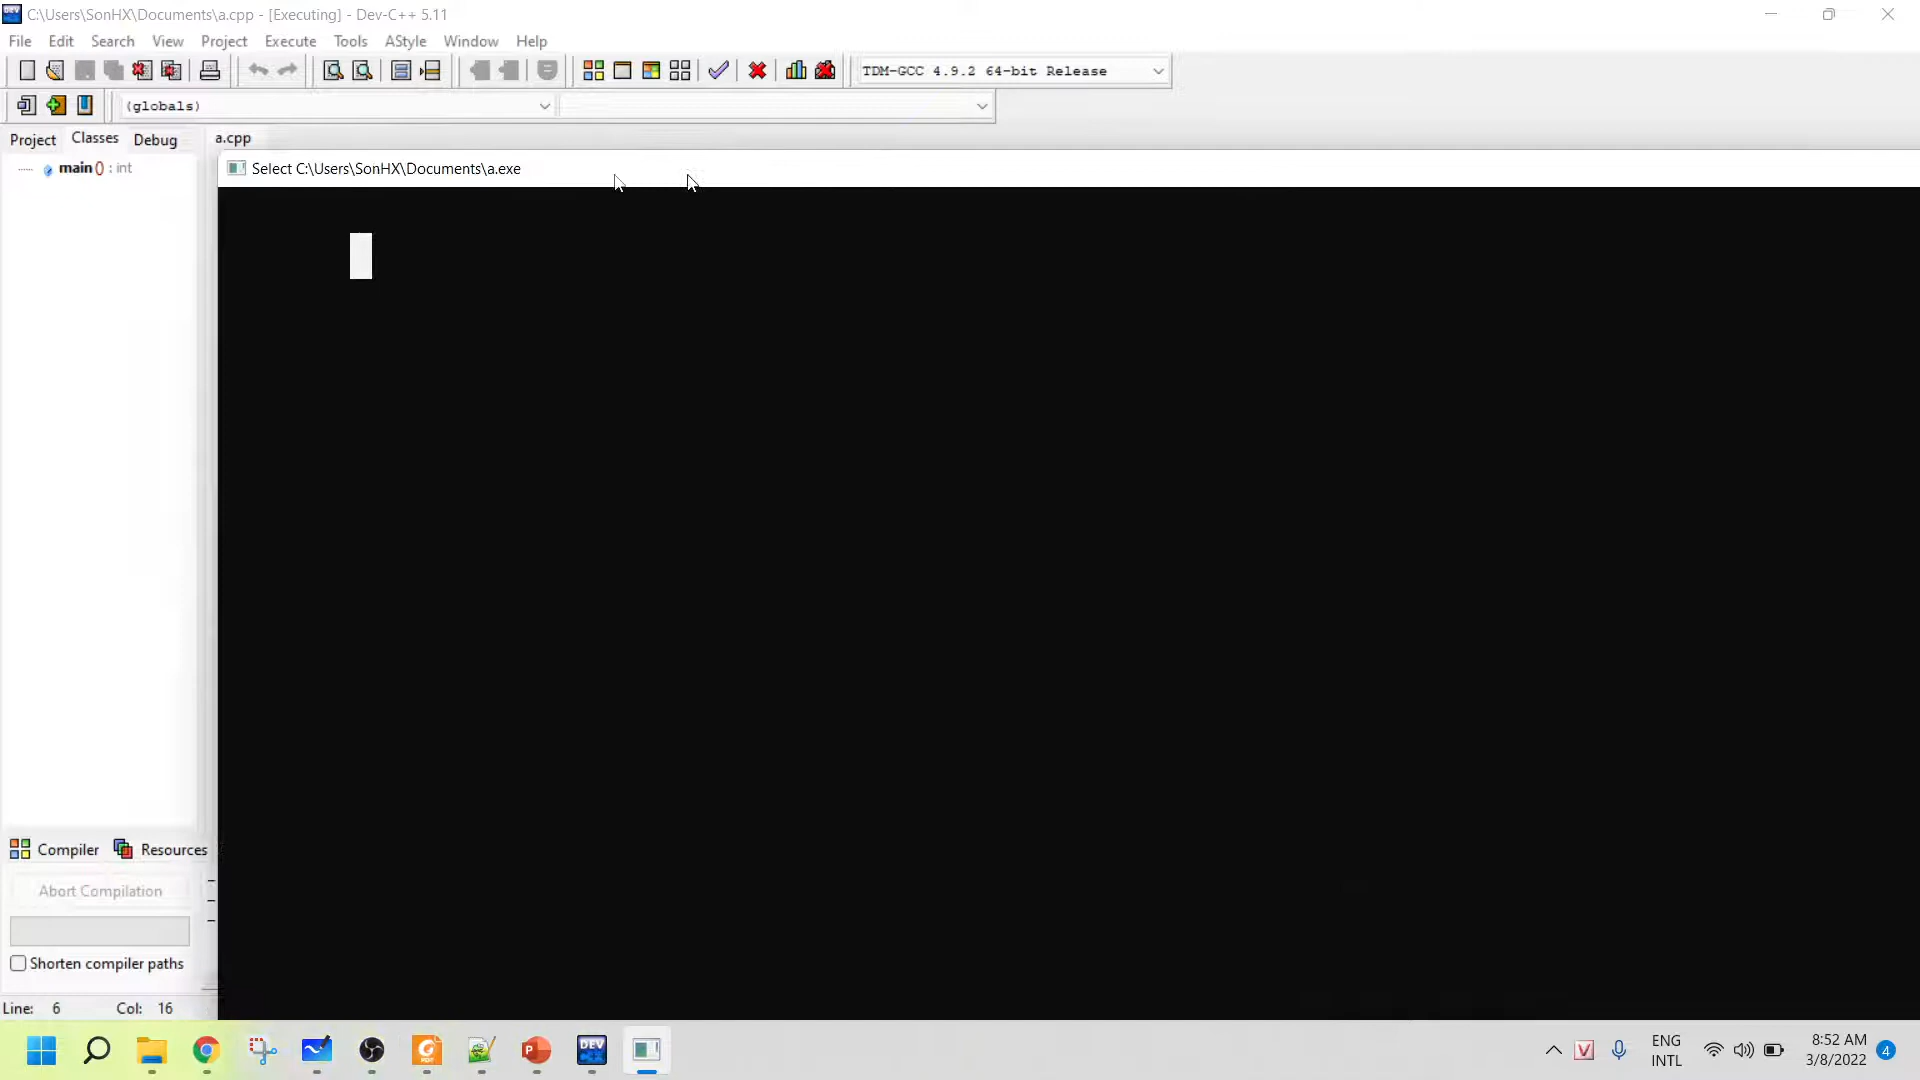 C:\Users\SonHX\Documents\a.cpp - [Executing] - Dev-C++ 5.11
File Edit Search View Project Execute Tools AStyle Window Help
TDM-GCC 4.9.2 64-bit Release
(globals)
Project Classes Debug a.cpp
main () : int
Select C:\Users\SonHX\Documents\a.exe
Compiler Resources
Abort Compilation
Shorten compiler paths
Line: 6 Col: 16
DEV
C++
PDF
P
V
ENG
INTL
8:52 AM
3/8/2022
4